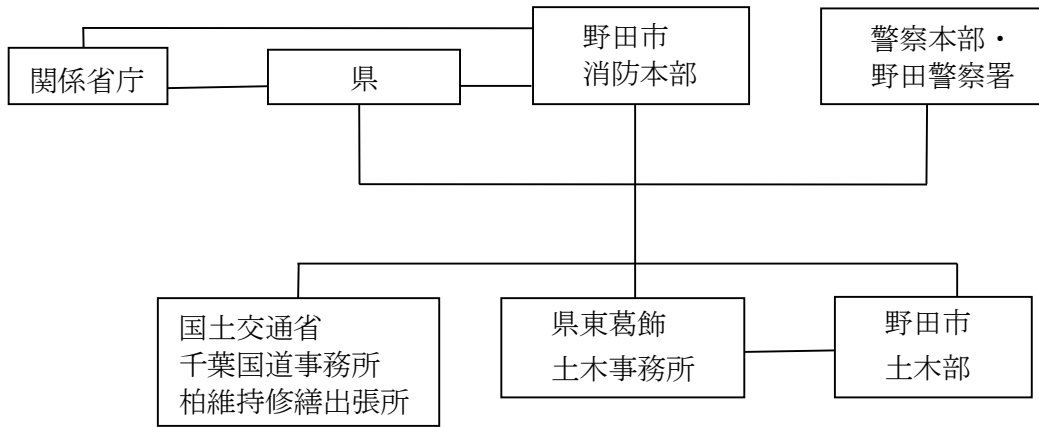 関係省庁
県
野田市
消防本部
警察本部・
野田警察署
国土交通省
千葉国道事務所
柏維持修繕出張所
県東葛飾
土木事務所
野田市
土木部